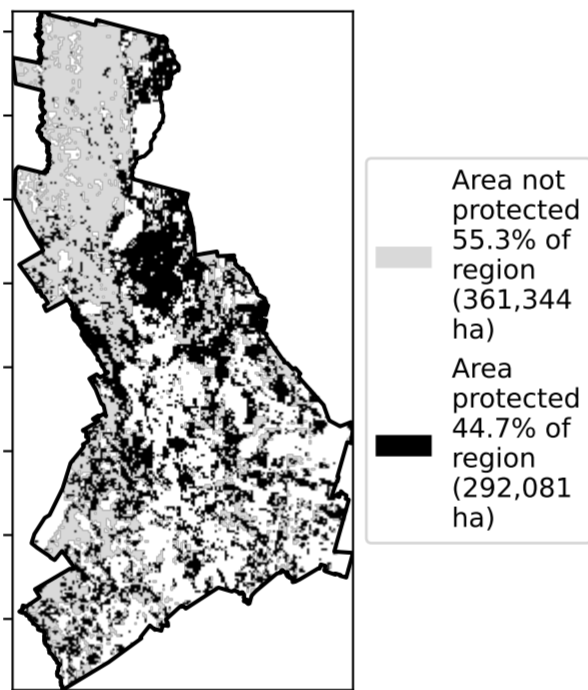 Area not
protected
55.3% of
region
(361,344
ha)
Area
protected
44.7% of
region
(292,081
ha)